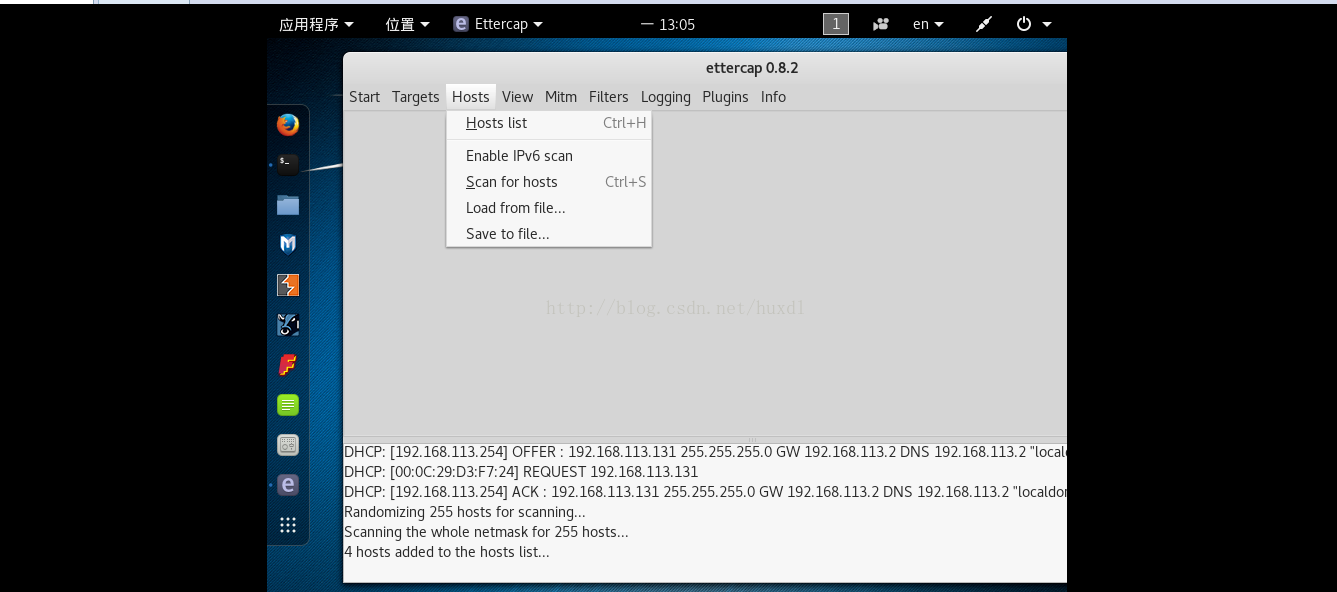 应用程序 位置 Ettercap 一 13:05 1 en
ettercap 0.8.2
Start Targets Hosts View Mitm Filters Logging Plugins Info
Hosts list Ctrl+H
Enable IPv6 scan
Scan for hosts Ctrl+S
Load from file...
Save to file...
http://blog.csdn.net/huxdl
DHCP: [192.168.113.254] OFFER : 192.168.113.131 255.255.255.0 GW 192.168.113.2 DNS 192.168.113.2 "locald
DHCP: [00:0C:29:D3:F7:24] REQUEST 192.168.113.131
DHCP: [192.168.113.254] ACK : 192.168.113.131 255.255.255.0 GW 192.168.113.2 DNS 192.168.113.2 "localdo
Randomizing 255 hosts for scanning...
Scanning the whole netmask for 255 hosts...
4 hosts added to the hosts list...